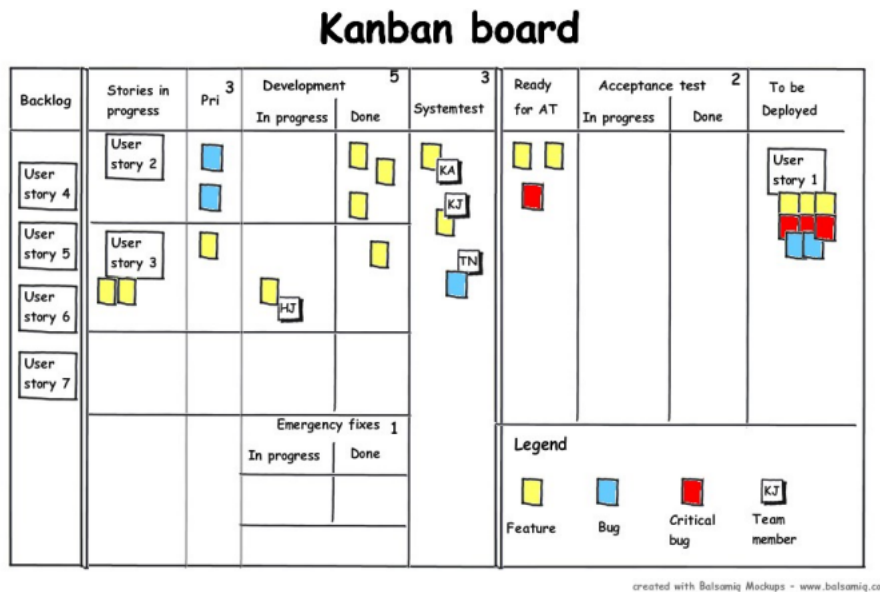 Kanban board
Backlog
Stories in
progress
Pri
3
Development
5
In progress
Done
3
Systemtest
Ready
for AT
Acceptance test
2
In progress
Done
To be
Deployed
User
story 4
User
story 5
User
story 6
User
story 7
User
story 2
User
story 3
HJ
KA
KJ
TN
User
story 1
Emergency fixes
1
In progress
Done
Legend
KJ
Feature
Bug
Critical
bug
Team
member
created with Balsamiq Mockups - www.balsamiq.co